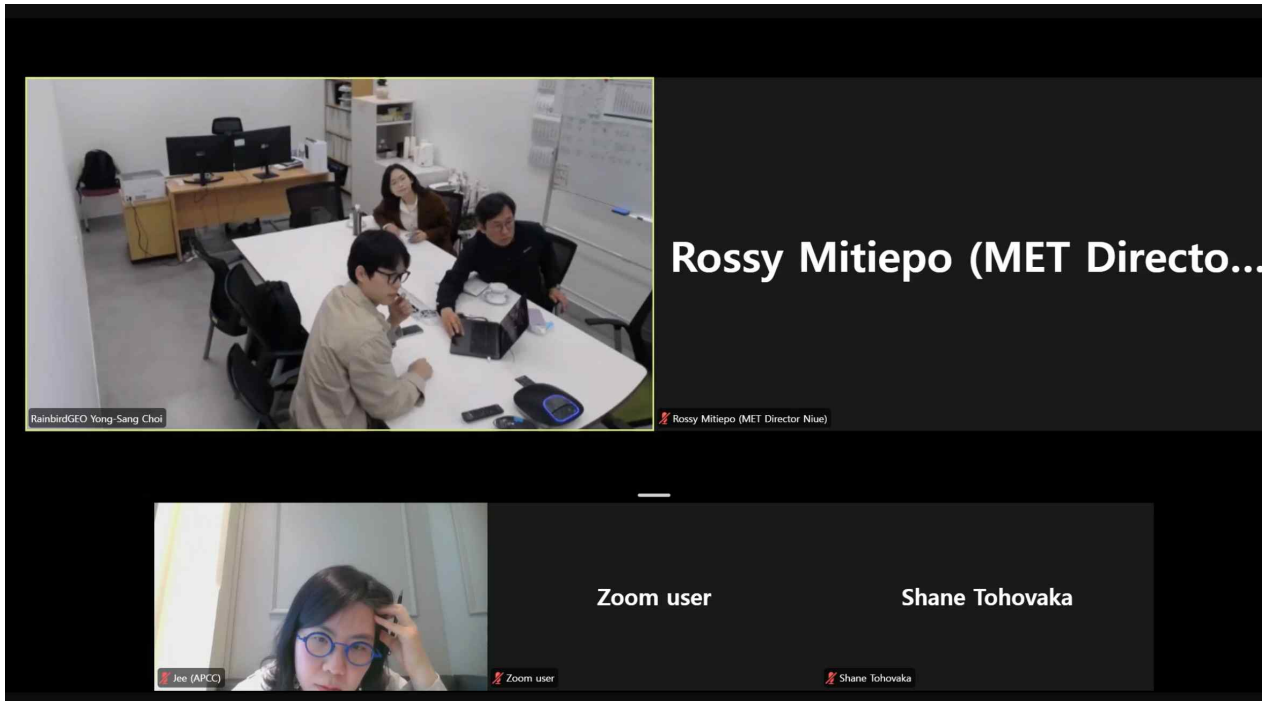 Rossy Mitiepo (MET Directo...
RainbirdGEO Yong-Sang Choi
Rossy Mitiepo (MET Director Niue)
Zoom user
Shane Tohovaka
Jee (APCC)
Zoom user
Shane Tohovaka